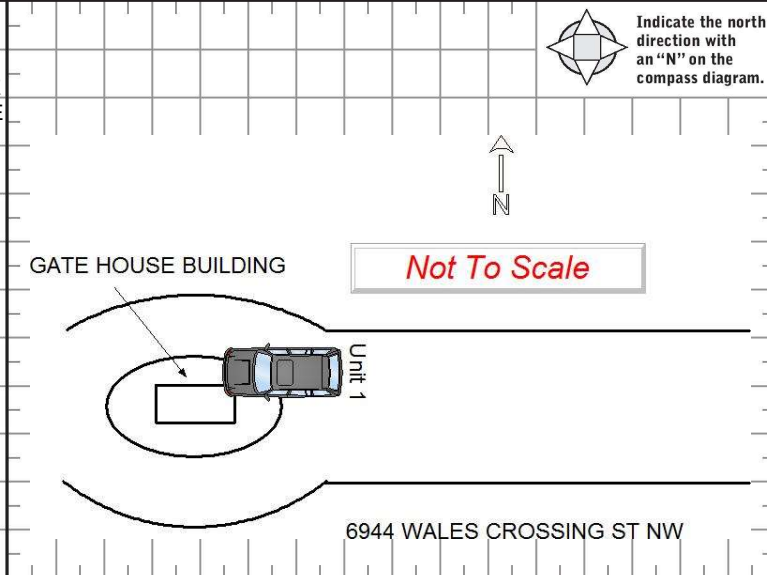 Indicate the north
direction with
an “N” on the
compass diagram.
N
Not To Scale
GATE HOUSE BUILDING
Unit 1
6944 WALES CROSSING ST NW